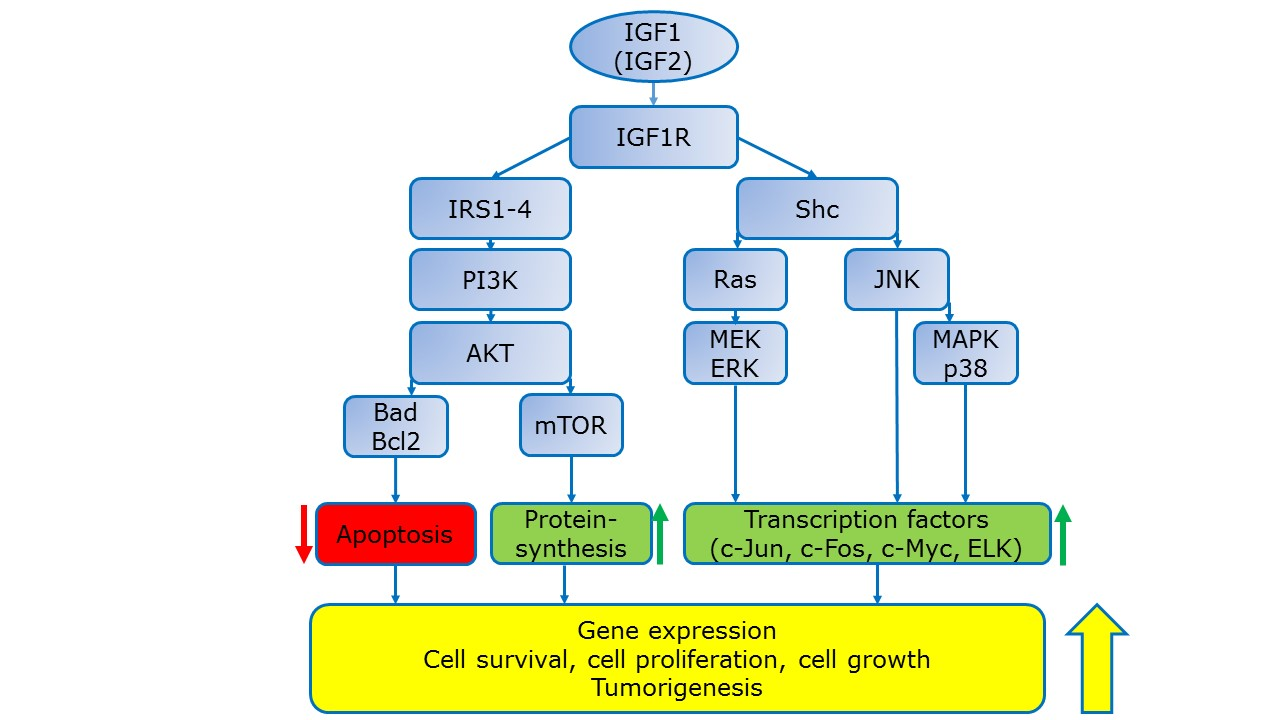 IGF1
(IGF2)
IGF1R
IRS1-4
Shc
PI3K
Ras
JNK
AKT
MEK
ERK
MAPK
p38
Bad
Bcl2
mTOR
Apoptosis
Protein-
synthesis
Transcription factors
(c-Jun, c-Fos, c-Myc, ELK)
Gene expression
Cell survival, cell proliferation, cell growth
Tumorigenesis